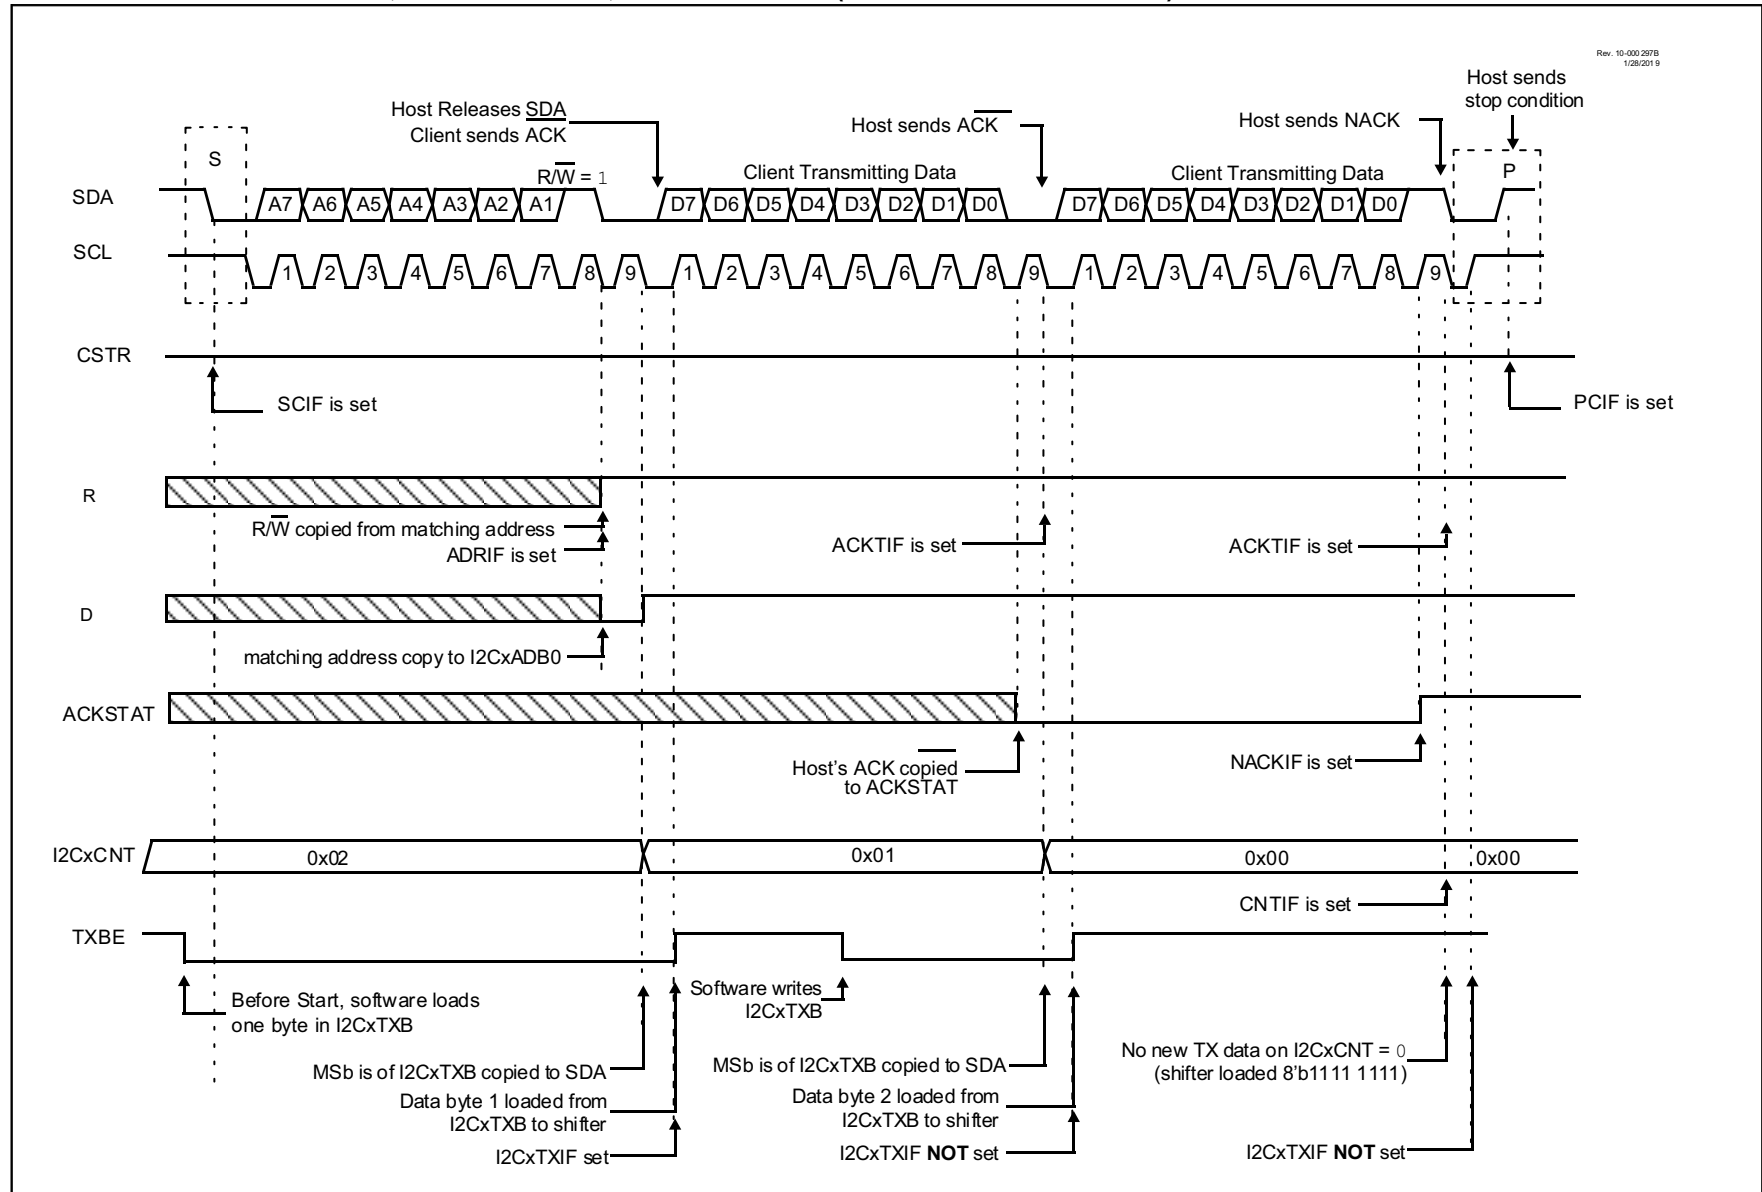 Rev. 10-000 297B
1/28/2019
Host sends
stop condition
Host Releases SDA
Client sends ACK
Host sends ACK
Host sends NACK
S
R/W = 1
Client Transmitting Data
Client Transmitting Data
P
SDA
A7 A6 A5 A4 A3 A2 A1 D7 D6 D5 D4 D3 D2 D1 D0 D7 D6 D5 D4 D3 D2 D1 D0
SCL
1 2 3 4 5 6 7 8 9 1 2 3 4 5 6 7 8 9 1 2 3 4 5 6 7 8 9
CSTR
SCIF is set
PCIF is set
R
R/W copied from matching address
ADRIF is set
ACKTIF is set
ACKTIF is set
D
matching address copy to I2CxADB0
ACKSTAT
Host's ACK copied
to ACKSTAT
NACKIF is set
I2CxCNT
0x02 0x01 0x00 0x00
CNTIF is set
TXBE
Before Start, software loads
one byte in I2CxTXB
Software writes
I2CxTXB
MSb is of I2CxTXB copied to SDA
Data byte 1 loaded from
I2CxTXB to shifter
I2CxTXIF set
MSb is of I2CxTXB copied to SDA
Data byte 2 loaded from
I2CxTXB to shifter
I2CxTXIF NOT set
No new TX data on I2CxCNT = 0
(shifter loaded 8'b1111 1111)
I2CxTXIF NOT set